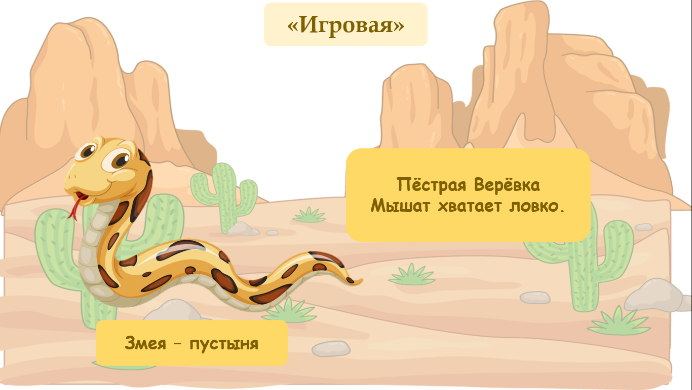 «Игровая»
Пёстрая Верёвка
Мышат хватает ловко.
Змея – пустыня